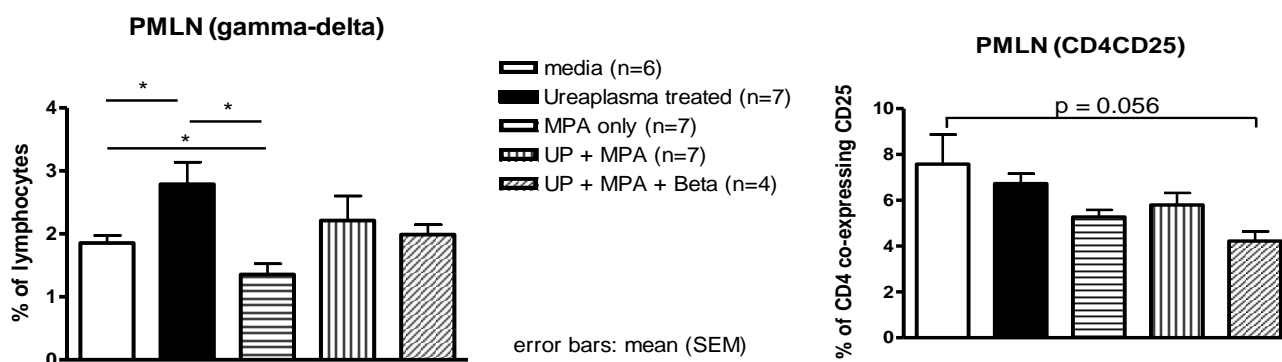 PMLN (gamma-delta)
% of lymphocytes
4
3
2
1
0
*
*
*
media (n=6)
Ureaplasma treated (n=7)
MPA only (n=7)
UP + MPA (n=7)
UP + MPA + Beta (n=4)
error bars: mean (SEM)
PMLN (CD4CD25)
% of CD4 co-expressing CD25
10
8
6
4
2
0
p = 0.056